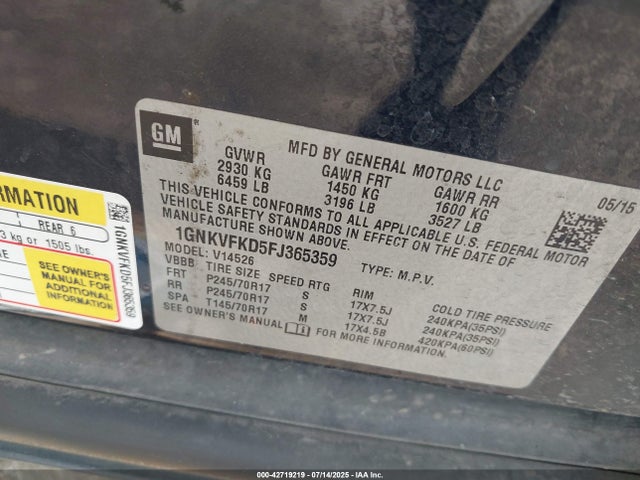 GM
®
MFD BY GENERAL MOTORS LLC
05/15
GVWR GAWR FRT GAWR RR
2930 KG 1450 KG 1600 KG
6459 LB 3196 LB 3527 LB
THIS VEHICLE CONFORMS TO ALL APPLICABLE U.S. FEDERAL MOTOR
VEHICLE SAFETY STANDARDS IN EFFECT ON THE DATE OF
MANUFACTURE SHOWN ABOVE.
1GNKVFKD5FJ365359 TYPE: M.P.V.
MODEL: V14526
VBBB TIRE SIZE SPEED RTG RIM COLD TIRE PRESSURE
FRT P245/70R17 S 17X7.5J 240KPA(35PSI)
RR P245/70R17 S 17X7.5J 240KPA(35PSI)
SPA T145/70R17 M 17X4.5B 420KPA(60PSI)
SEE OWNER'S MANUAL FOR MORE INFORMATION.
RMATION
REAR 6
3 kg or 1505 lbs.
SEE OWNER'S
MANUAL FOR
ADDITIONAL
INFORMATION
1GNKVFKD5FJ365359
000-42719219 07/14/2025 - IAA Inc.